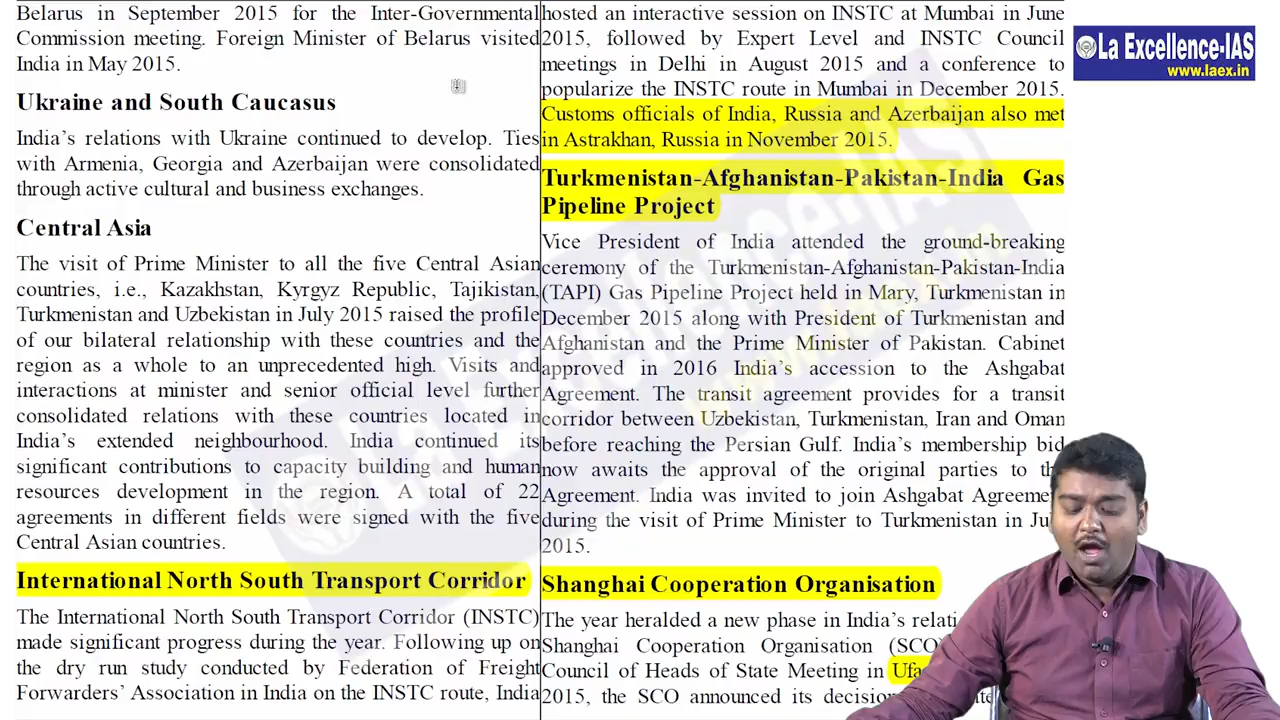 Belarus in September 2015 for the Inter-Governmental
Commission meeting. Foreign Minister of Belarus visited
India in May 2015.
Ukraine and South Caucasus
India's relations with Ukraine continued to develop. Ties
with Armenia, Georgia and Azerbaijan were consolidated
through active cultural and business exchanges.
Central Asia
The visit of Prime Minister to all the five Central Asian
countries, i.e., Kazakhstan, Kyrgyz Republic, Tajikistan,
Turkmenistan and Uzbekistan in July 2015 raised the profile
of our bilateral relationship with these countries and the
region as a whole to an unprecedented high. Visits and
interactions at minister and senior official level further
consolidated relations with these countries located in
India's extended neighbourhood. India continued its
significant contributions to capacity building and human
resources development in the region. A total of 22
agreements in different fields were signed with the five
Central Asian countries.
International North South Transport Corridor
The International North South Transport Corridor (INSTC)
made significant progress during the year. Following up on
the dry run study conducted by Federation of Freight
Forwarders' Association in India on the INSTC route, India
hosted an interactive session on INSTC at Mumbai in June
2015, followed by Expert Level and INSTC Council
meetings in Delhi in August 2015 and a conference to
popularize the INSTC route in Mumbai in December 2015.
Customs officials of India, Russia and Azerbaijan also met
in Astrakhan, Russia in November 2015.
Turkmenistan-Afghanistan-Pakistan-India Gas
Pipeline Project
Vice President of India attended the ground-breaking
ceremony of the Turkmenistan-Afghanistan-Pakistan-India
(TAPI) Gas Pipeline Project held in Mary, Turkmenistan in
December 2015 along with President of Turkmenistan and
Afghanistan and the Prime Minister of Pakistan. Cabinet
approved in 2016 India's accession to the Ashgabat
Agreement. The transit agreement provides for a transit
corridor between Uzbekistan, Turkmenistan, Iran and Oman
before reaching the Persian Gulf. India's membership bid
now awaits the approval of the original parties to the
Agreement. India was invited to join Ashgabat Agreemen
during the visit of Prime Minister to Turkmenistan in Ju
2015.
Shanghai Cooperation Organisation
The year heralded a new phase in India's relati
Shanghai Cooperation Organisation (SCO
Council of Heads of State Meeting in Ufa
2015, the SCO announced its decision
La Excellence-IAS
www.laex.in